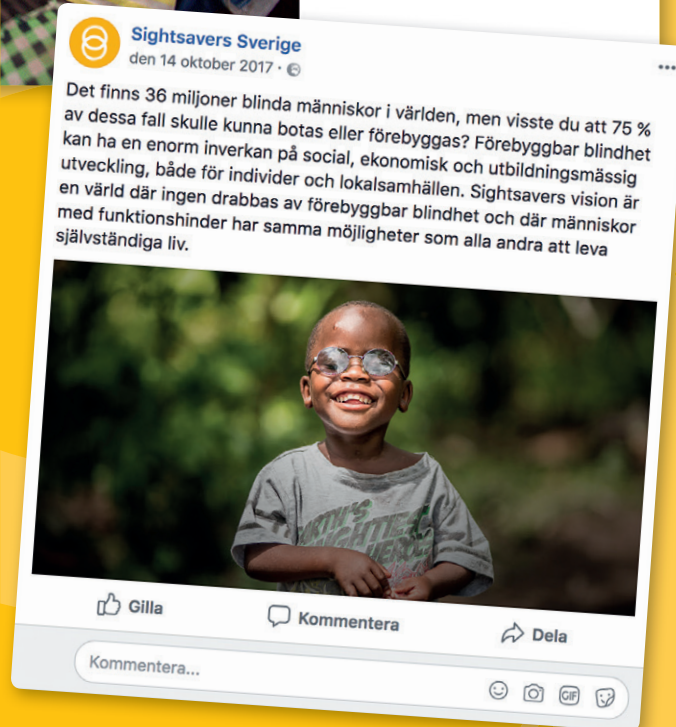 Sightsavers Sverige
den 14 oktober 2017 ·
Det finns 36 miljoner blinda människor i världen, men visste du att 75 %
av dessa fall skulle kunna botas eller förebyggas? Förebyggbar blindhet
kan ha en enorm inverkan på social, ekonomisk och utbildningsmässig
utveckling, både för individer och lokalsamhällen. Sightsavers vision är
en värld där ingen drabbas av förebyggbar blindhet och där människor
med funktionshinder har samma möjligheter som alla andra att leva
självständiga liv.
Gilla
Kommentera
Dela
Kommentera...
GIF